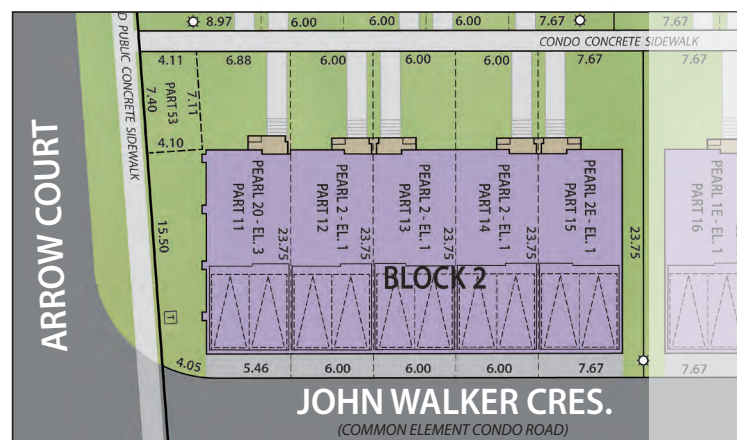 8.97 6.00 6.00 6.00 7.67 7.67
CONDO CONCRETE SIDEWALK
4.11 6.88 6.00 6.00 6.00 7.67 7.67
D PUBLIC CONCRETE SIDEWALK
7.40
PART 53
7.11
4.10
ARROW COURT
15.50
PEARL 20 - EL. 3
PART 11
23.75
PEARL 2 - EL. 1
PART 12
23.75
PEARL 2 - EL. 1
PART 13
23.75
PEARL 2 - EL. 1
PART 14
23.75
PEARL 2E - EL. 1
PART 15
23.75
PEARL 1E - EL. 1
PART 16
BLOCK 2
T
4.05
5.46 6.00 6.00 6.00 7.67 7.67
JOHN WALKER CRES.
(COMMON ELEMENT CONDO ROAD)